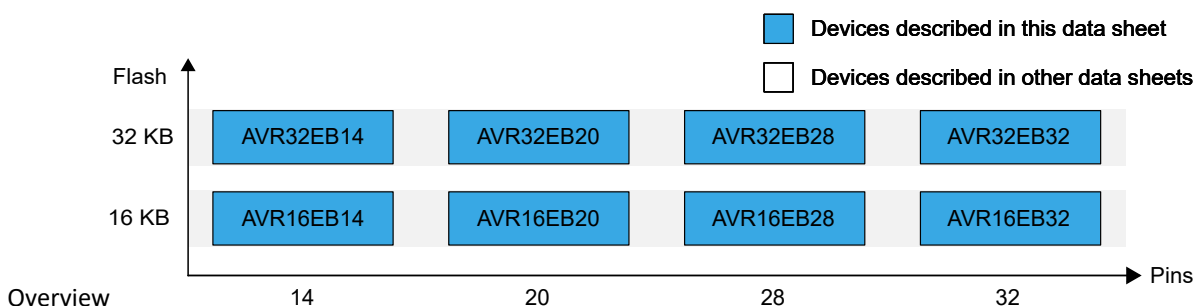 Devices described in this data sheet
Devices described in other data sheets
Flash
32 KB AVR32EB14 AVR32EB20 AVR32EB28 AVR32EB32
16 KB AVR16EB14 AVR16EB20 AVR16EB28 AVR16EB32
Pins
Overview 14 20 28 32